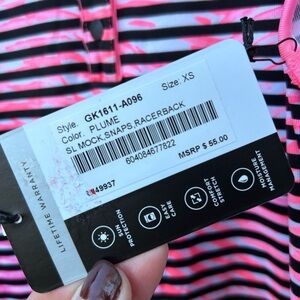 Style: GK1611-A096
Color: PLUME Size: XS
SL MOCK,SNAPS,RACERBACK
604084677822
49937 MSRP $ 55.00
LIFETIME WARRANTY
SUN PROTECTION
EASY CARE
COMFORT STRETCH
MOISTURE MANAGEMENT